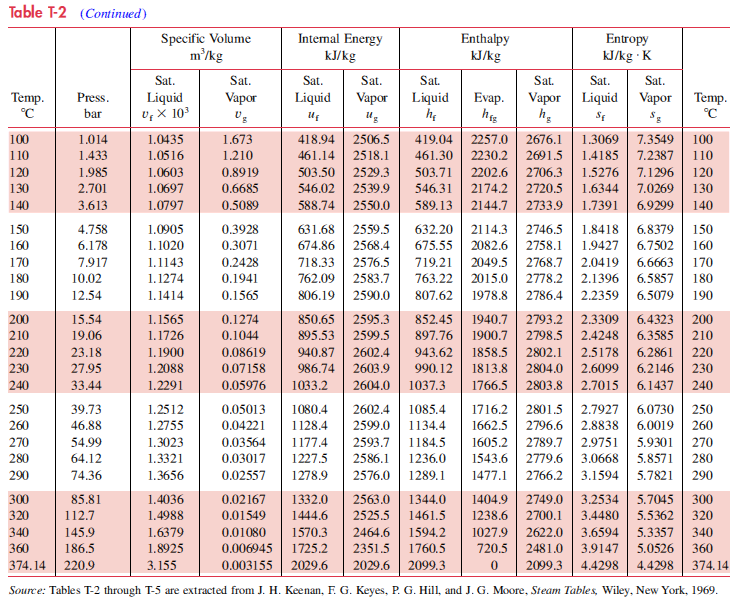 Table T-2 (Continued)
Specific Volume Internal Energy Enthalpy Entropy
m³/kg kJ/kg kJ/kg kJ/kg · K
Sat. Sat. Sat. Sat. Sat. Sat. Sat. Sat.
Temp. Press. Liquid Vapor Liquid Vapor Liquid Evap. Vapor Liquid Vapor Temp.
°C bar vf × 10³ vg uf ug hf hfg hg sf sg °C
100 1.014 1.0435 1.673 418.94 2506.5 419.04 2257.0 2676.1 1.3069 7.3549 100
110 1.433 1.0516 1.210 461.14 2518.1 461.30 2230.2 2691.5 1.4185 7.2387 110
120 1.985 1.0603 0.8919 503.50 2529.3 503.71 2202.6 2706.3 1.5276 7.1296 120
130 2.701 1.0697 0.6685 546.02 2539.9 546.31 2174.2 2720.5 1.6344 7.0269 130
140 3.613 1.0797 0.5089 588.74 2550.0 589.13 2144.7 2733.9 1.7391 6.9299 140
150 4.758 1.0905 0.3928 631.68 2559.5 632.20 2114.3 2746.5 1.8418 6.8379 150
160 6.178 1.1020 0.3071 674.86 2568.4 675.55 2082.6 2758.1 1.9427 6.7502 160
170 7.917 1.1143 0.2428 718.33 2576.5 719.21 2049.5 2768.7 2.0419 6.6663 170
180 10.02 1.1274 0.1941 762.09 2583.7 763.22 2015.0 2778.2 2.1396 6.5857 180
190 12.54 1.1414 0.1565 806.19 2590.0 807.62 1978.8 2786.4 2.2359 6.5079 190
200 15.54 1.1565 0.1274 850.65 2595.3 852.45 1940.7 2793.2 2.3309 6.4323 200
210 19.06 1.1726 0.1044 895.53 2599.5 897.76 1900.7 2798.5 2.4248 6.3585 210
220 23.18 1.1900 0.08619 940.87 2602.4 943.62 1858.5 2802.1 2.5178 6.2861 220
230 27.95 1.2088 0.07158 986.74 2603.9 990.12 1813.8 2804.0 2.6099 6.2146 230
240 33.44 1.2291 0.05976 1033.2 2604.0 1037.3 1766.5 2803.8 2.7015 6.1437 240
250 39.73 1.2512 0.05013 1080.4 2602.4 1085.4 1716.2 2801.5 2.7927 6.0730 250
260 46.88 1.2755 0.04221 1128.4 2599.0 1134.4 1662.5 2796.6 2.8838 6.0019 260
270 54.99 1.3023 0.03564 1177.4 2593.7 1184.5 1605.2 2789.7 2.9751 5.9301 270
280 64.12 1.3321 0.03017 1227.5 2586.1 1236.0 1543.6 2779.6 3.0668 5.8571 280
290 74.36 1.3656 0.02557 1278.9 2576.0 1289.1 1477.1 2766.2 3.1594 5.7821 290
300 85.81 1.4036 0.02167 1332.0 2563.0 1344.0 1404.9 2749.0 3.2534 5.7045 300
320 112.7 1.4988 0.01549 1444.6 2525.5 1461.5 1238.6 2700.1 3.4480 5.5362 320
340 145.9 1.6379 0.01080 1570.3 2464.6 1594.2 1027.9 2622.0 3.6594 5.3357 340
360 186.5 1.8925 0.006945 1725.2 2351.5 1760.5 720.5 2481.0 3.9147 5.0526 360
374.14 220.9 3.155 0.003155 2029.6 2029.6 2099.3 0 2099.3 4.4298 4.4298 374.14
Source: Tables T-2 through T-5 are extracted from J. H. Keenan, F. G. Keyes, P. G. Hill, and J. G. Moore, Steam Tables, Wiley, New York, 1969.